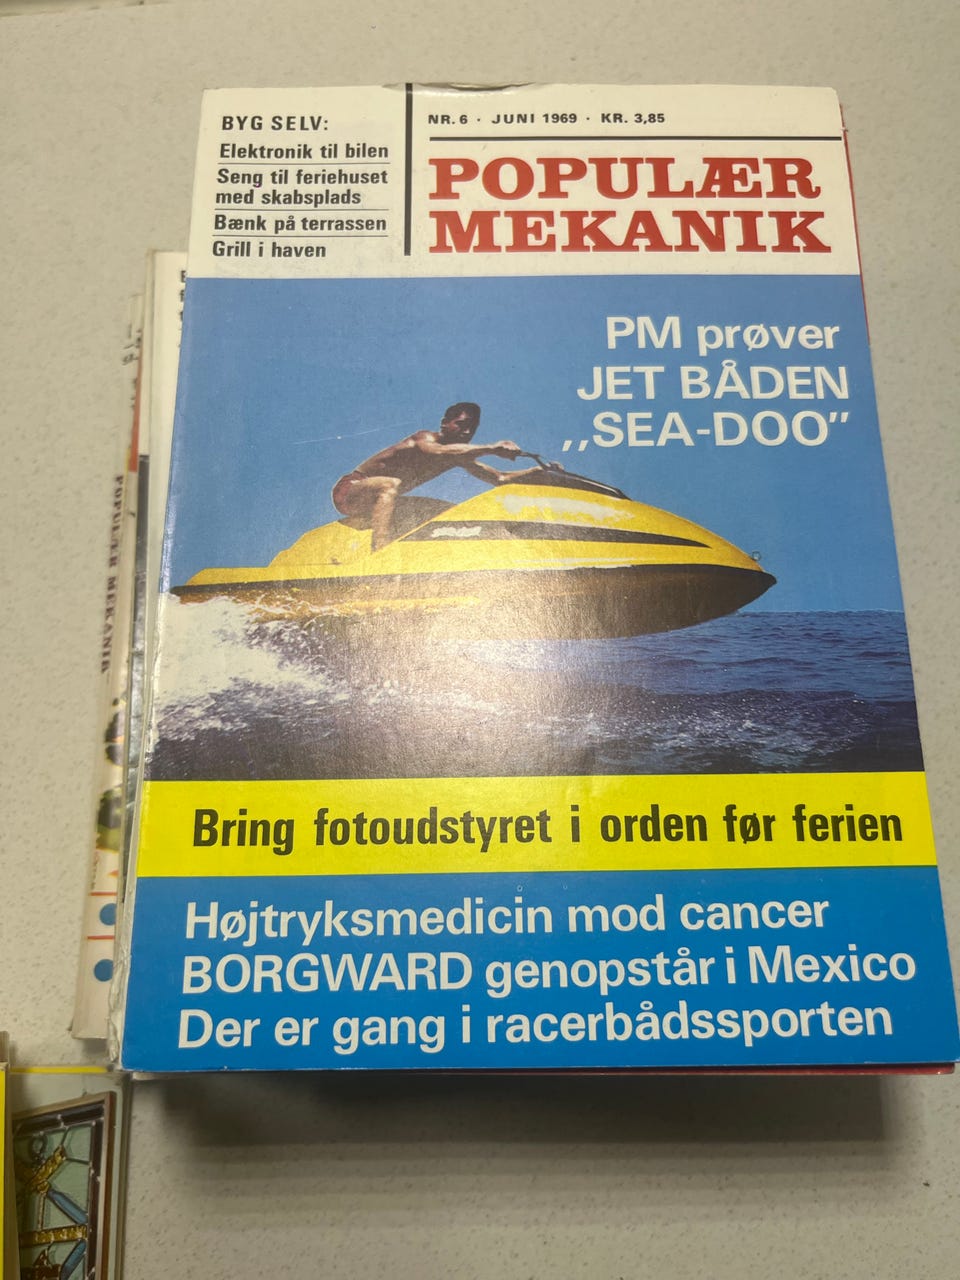 BYG SELV:
Elektronik til bilen
Seng til feriehuset
med skabsplads
Bænk på terrassen
Grill i haven
NR. 6 · JUNI 1969 · KR. 3,85
POPULÆR
MEKANIK
PM prøver
JET BÅDEN
,,SEA-DOO"
Bring fotoudstyret i orden før ferien
Højtryksmedicin mod cancer
BORGWARD genopstår i Mexico
Der er gang i racerbådssporten
POPULÆR MEKANIK